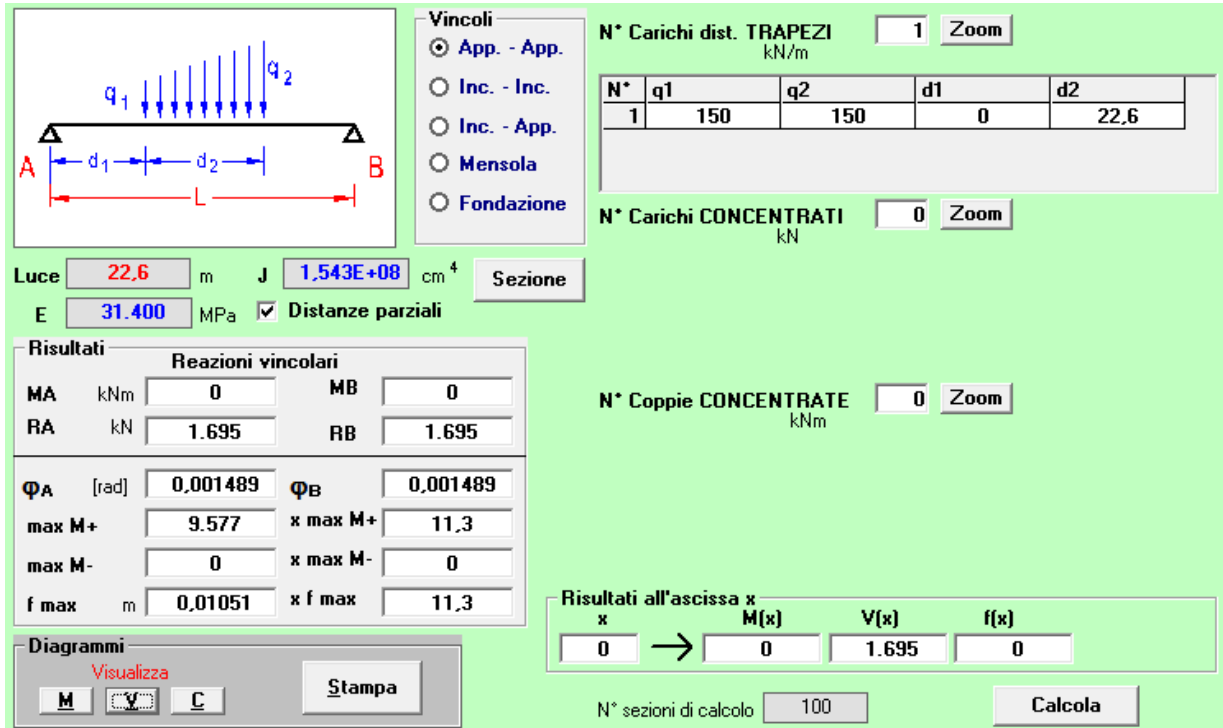 q1
q2
A
d1
d2
B
L
Vincoli
App. - App.
Inc. - Inc.
Inc. - App.
Mensola
Fondazione
N° Carichi dist. TRAPEZI 1 Zoom
kN/m
N° q1 q2 d1 d2
1 150 150 0 22,6
N° Carichi CONCENTRATI 0 Zoom
kN
Luce 22,6 m J 1,543E+08 cm 4 Sezione
E 31.400 MPa Distanze parziali
Risultati
Reazioni vincolari
MA kNm 0 MB 0
RA kN 1.695 RB 1.695
N° Coppie CONCENTRATE 0 Zoom
kNm
φA [rad] 0,001489 φB 0,001489
max M+ 9.577 x max M+ 11,3
max M- 0 x max M- 0
f max m 0,01051 x f max 11,3
Risultati all'ascissa x
x M(x) V(x) f(x)
0 0 1.695 0
Diagrammi
Visualizza
M V C
Stampa
N° sezioni di calcolo 100 Calcola